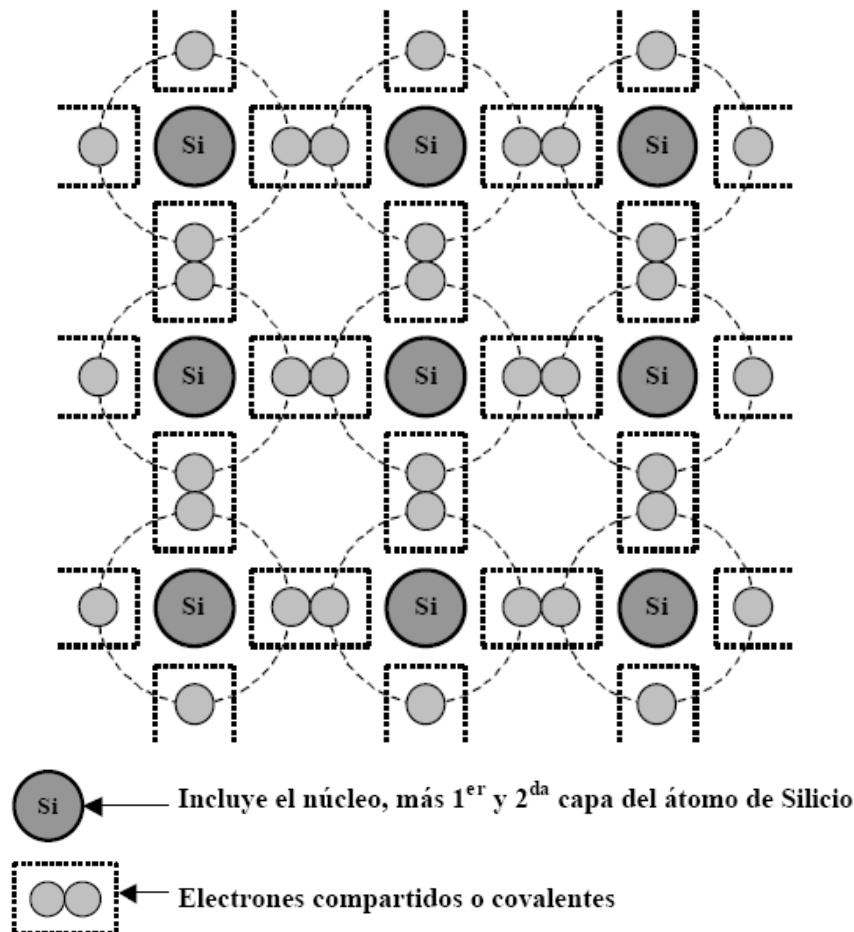 Si Si Si
Si Si Si
Si Si Si
Si Incluye el núcleo, más 1er y 2da capa del átomo de Silicio
Electrones compartidos o covalentes